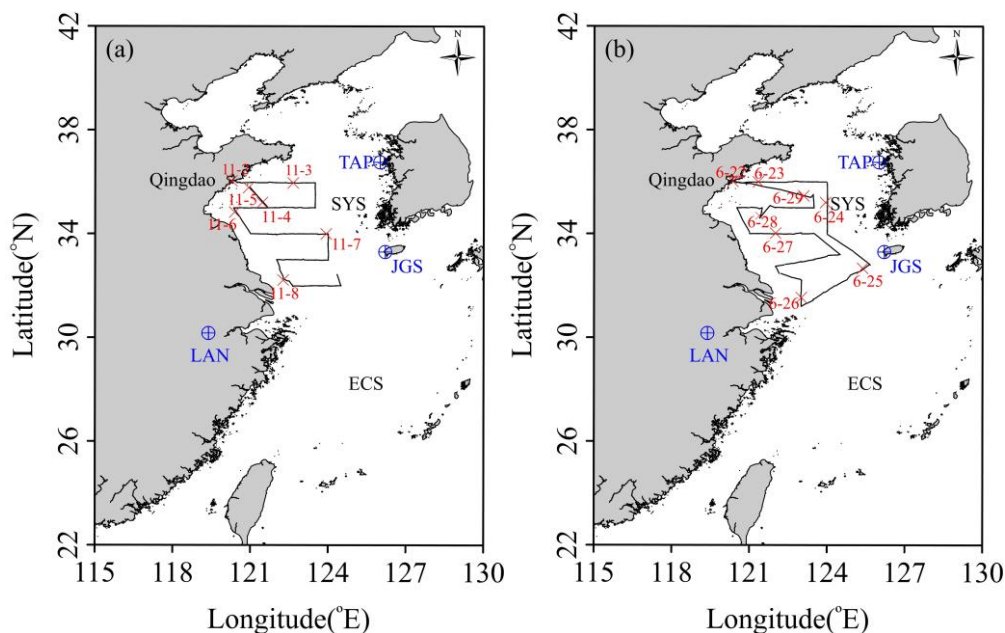 42
38
34
30
26
22
Latitude(°N)
(a)
N
TAP
Qingdao
11-2
11-3
11-5
SYS
11-4
11-6
11-7
JGS
11-8
LAN
ECS
115
118
121
124
127
130
Longitude(°E)
42
38
34
30
26
22
Latitude(°N)
(b)
N
TAP
Qingdao
6-22
6-23
6-29
SYS
6-24
6-28
6-27
JGS
6-25
6-26
LAN
ECS
115
118
121
124
127
130
Longitude(°E)